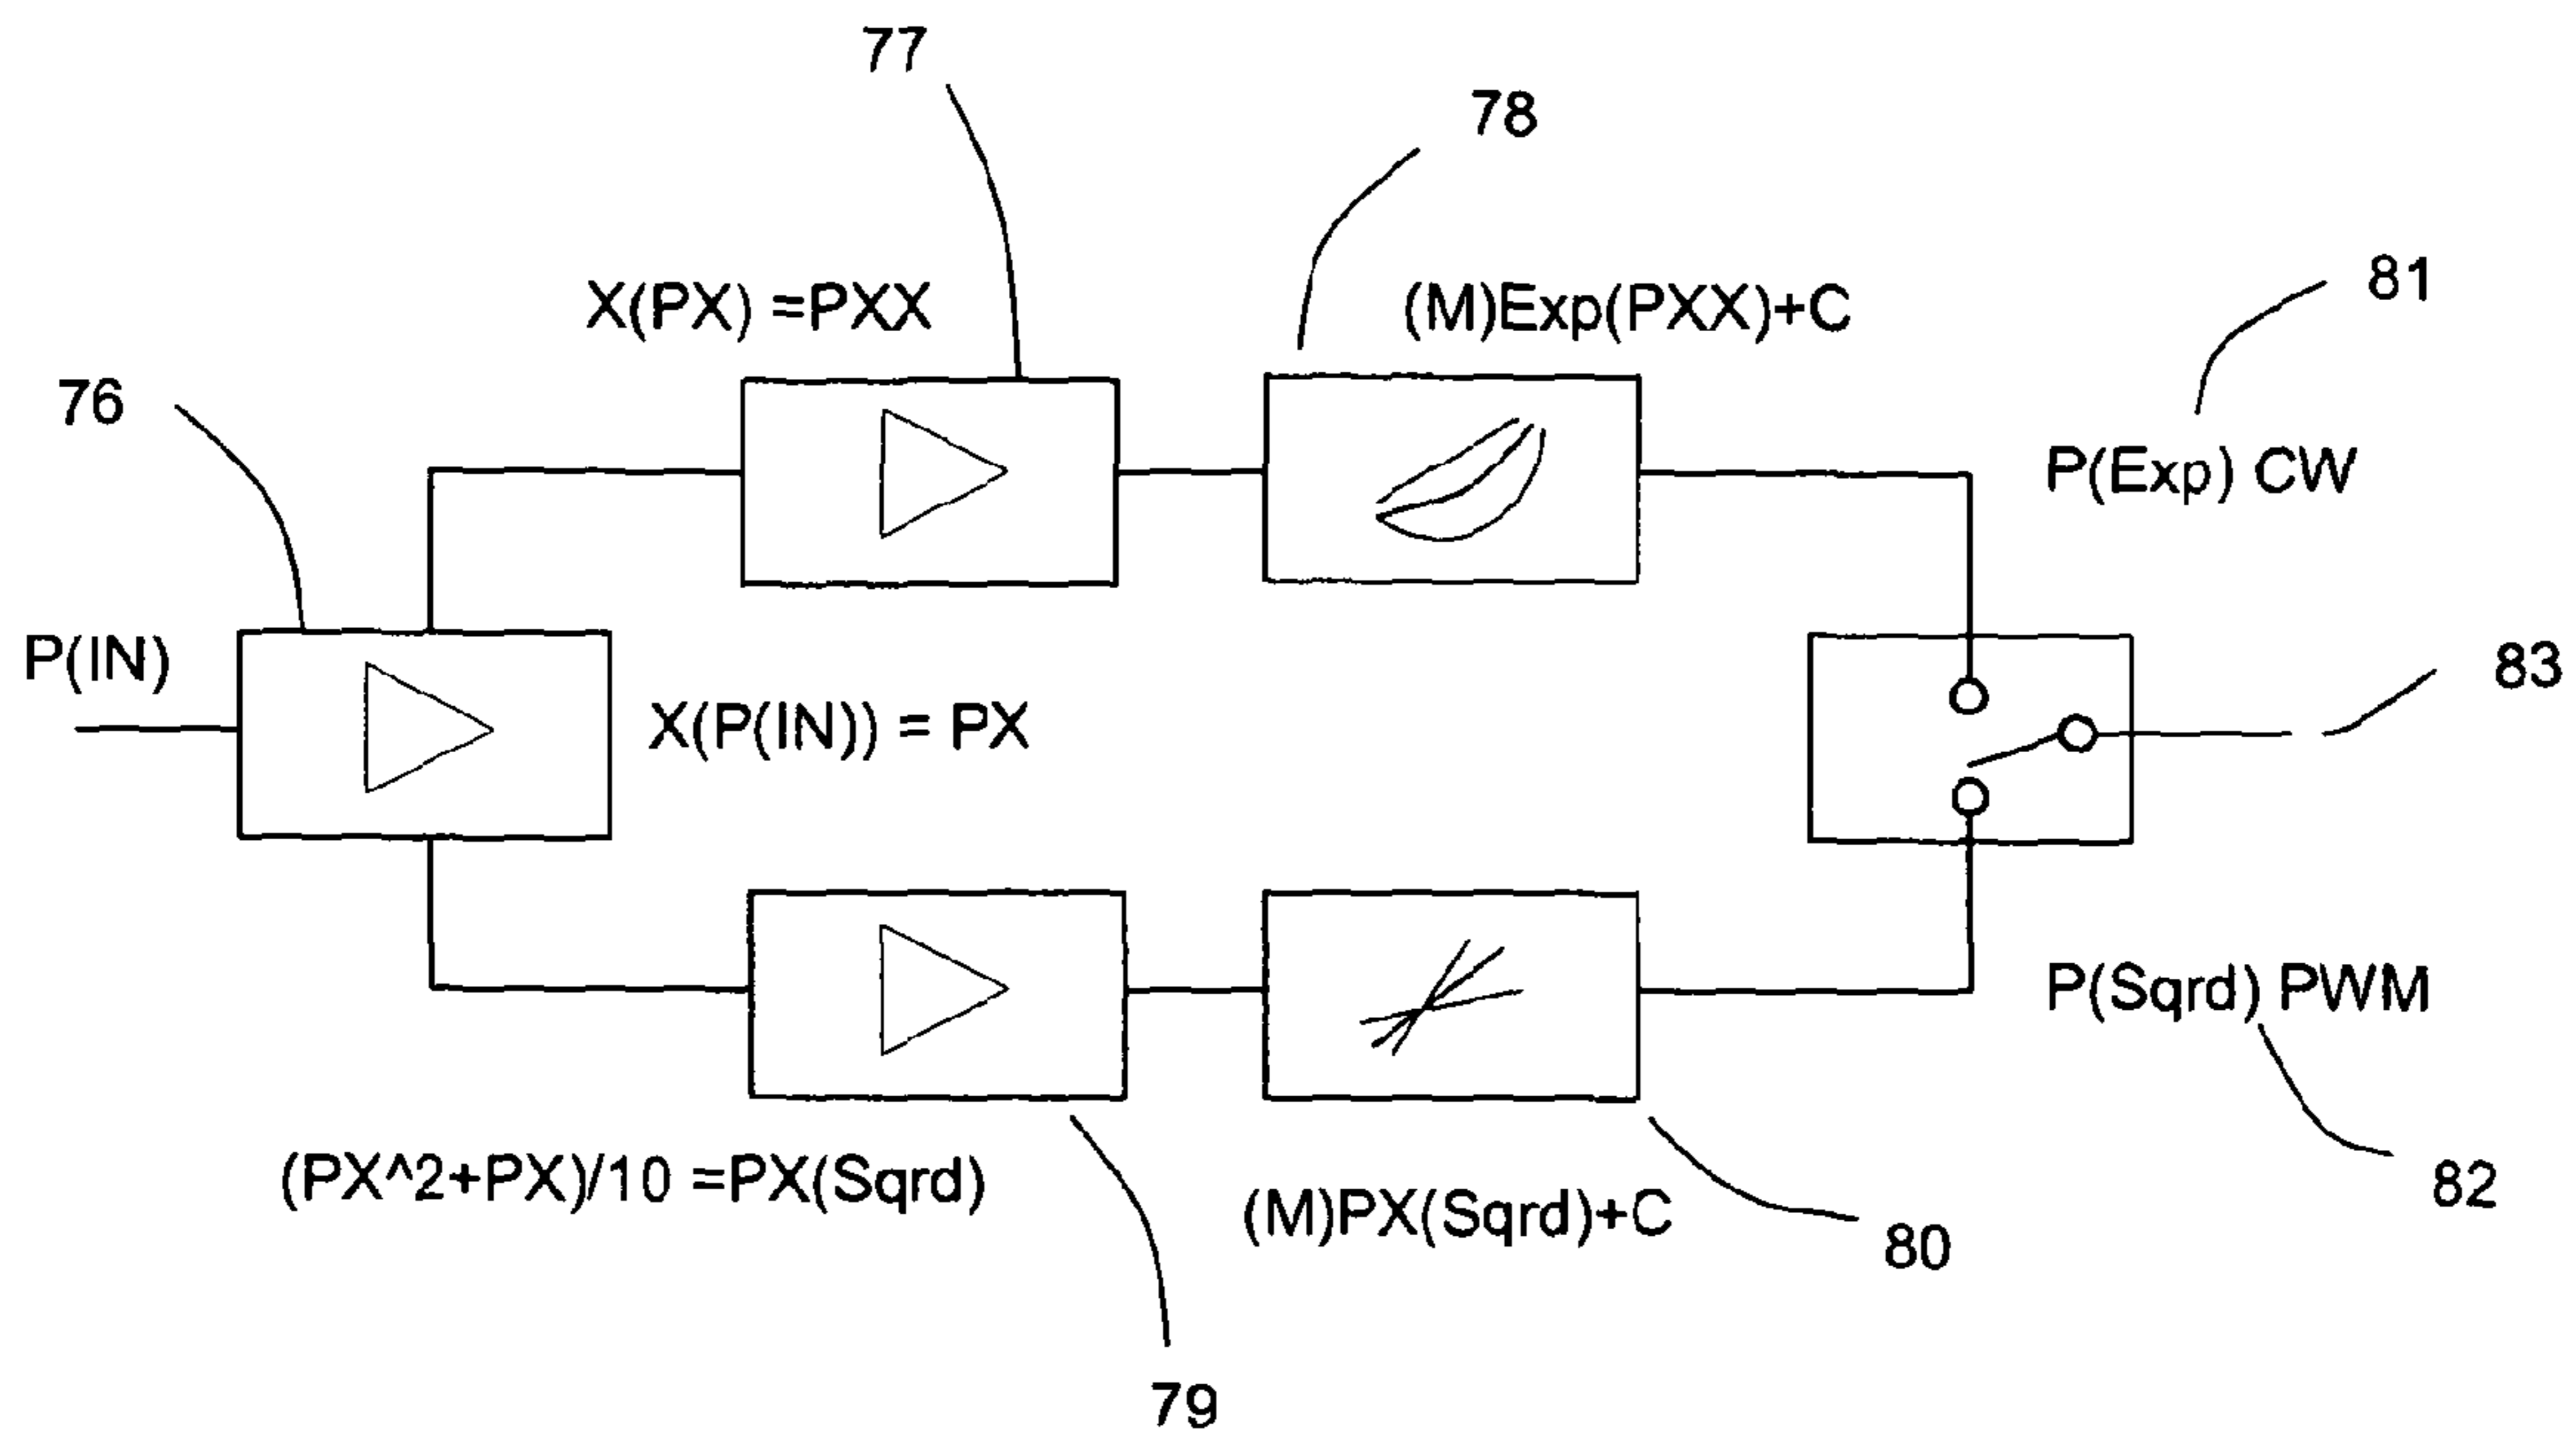 77
78
X(PX) =PXX
(M)Exp(PXX)+C
81
76
P(Exp) CW
P(IN)
X(P(IN)) = PX
83
P(Sqrd) PWM
(PX^2+PX)/10 =PX(Sqrd)
(M)PX(Sqrd)+C
82
80
79